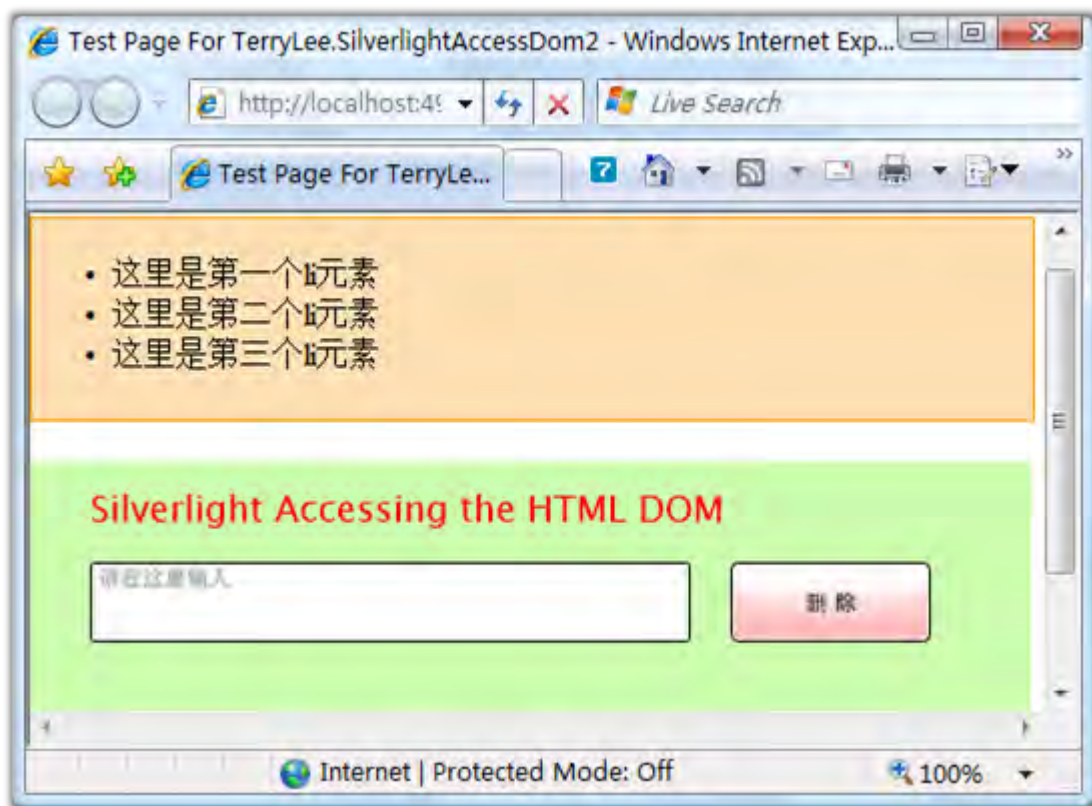 Test Page For TerryLee.SilverlightAccessDom2 - Windows Internet Exp...
http://localhost:49
Live Search
Test Page For TerryLe...
• 这里是第一个li元素
• 这里是第二个li元素
• 这里是第三个li元素
Silverlight Accessing the HTML DOM
请在这里输入
删 除
Internet | Protected Mode: Off
100%